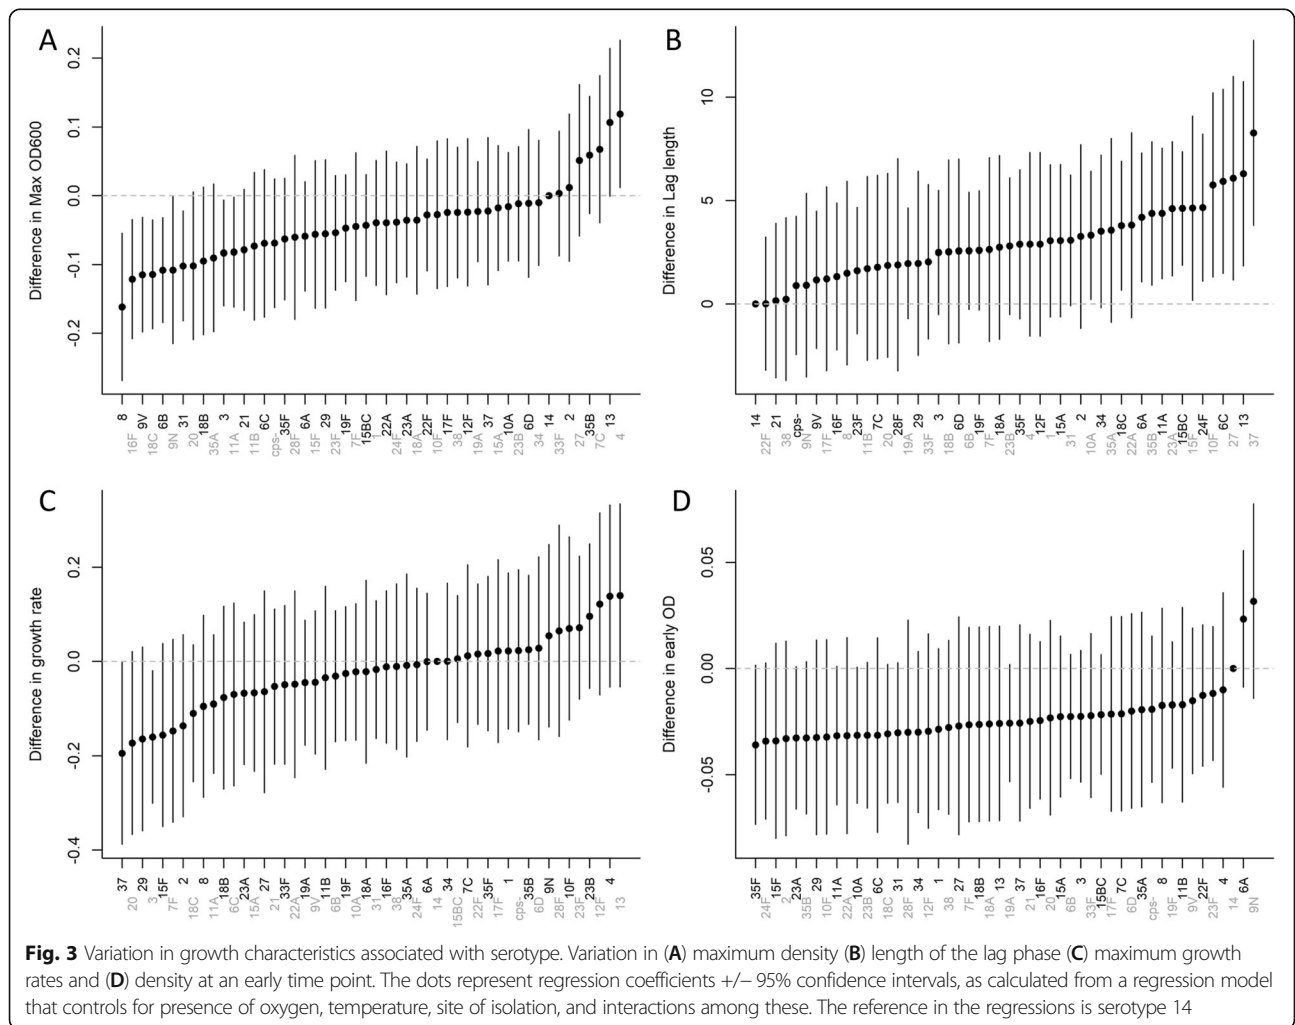 A
Difference in Max OD600
0.2
0.1
0.0
-0.1
-0.2
8 9V 6B 31 18B 3 21 6C 35F 6A 29 19F 15BC 22A 23A 22F 17F 12F 37 10A 6D 14 2 35B 13
16F 18C 9N 20 35A 11A 11B cps- 28F 15F 23F 7F 1 24F 18A 10F 38 19A 15A 23B 34 33F 27 7C 4
B
Difference in Lag length
10
5
0
14 21 cps- 9V 16F 23F 7C 28F 29 3 6D 19F 18A 35F 12F 15A 2 34 18C 6A 11A 15BC 24F 6C 13
22F 38 9N 17F 8 11B 20 19A 33F 18B 6B 7F 23B 4 1 31 10A 35A 22A 35B 23A 15F 10F 27 37
C
Difference in growth rate
0.2
0.0
-0.2
-0.4
37 29 15F 2 8 18B 23A 27 33F 19A 11B 19F 18A 16F 35A 6A 34 7C 35F 1 35B 9N 10F 23B 4
20 3 7F 18C 11A 6C 15A 21 22A 9V 6B 10A 31 38 24F 14 15BC 22F 17F cps- 6D 28F 23F 12F 13
D
Difference in early OD
0.05
0.00
-0.05
35F 15F 23A 29 11A 10A 6C 31 34 1 27 18B 13 37 16F 15A 3 15BC 7C 35A 8 11B 22F 4 6A
24F 2 35B 10F 22A 23B 18C 28F 12F 38 7F 18A 19A 21 20 6B 33F 17F 6D cps- 19F 9V 23F 14 9N
Fig. 3 Variation in growth characteristics associated with serotype. Variation in (A) maximum density (B) length of the lag phase (C) maximum growth
rates and (D) density at an early time point. The dots represent regression coefficients +/− 95% confidence intervals, as calculated from a regression model
that controls for presence of oxygen, temperature, site of isolation, and interactions among these. The reference in the regressions is serotype 14